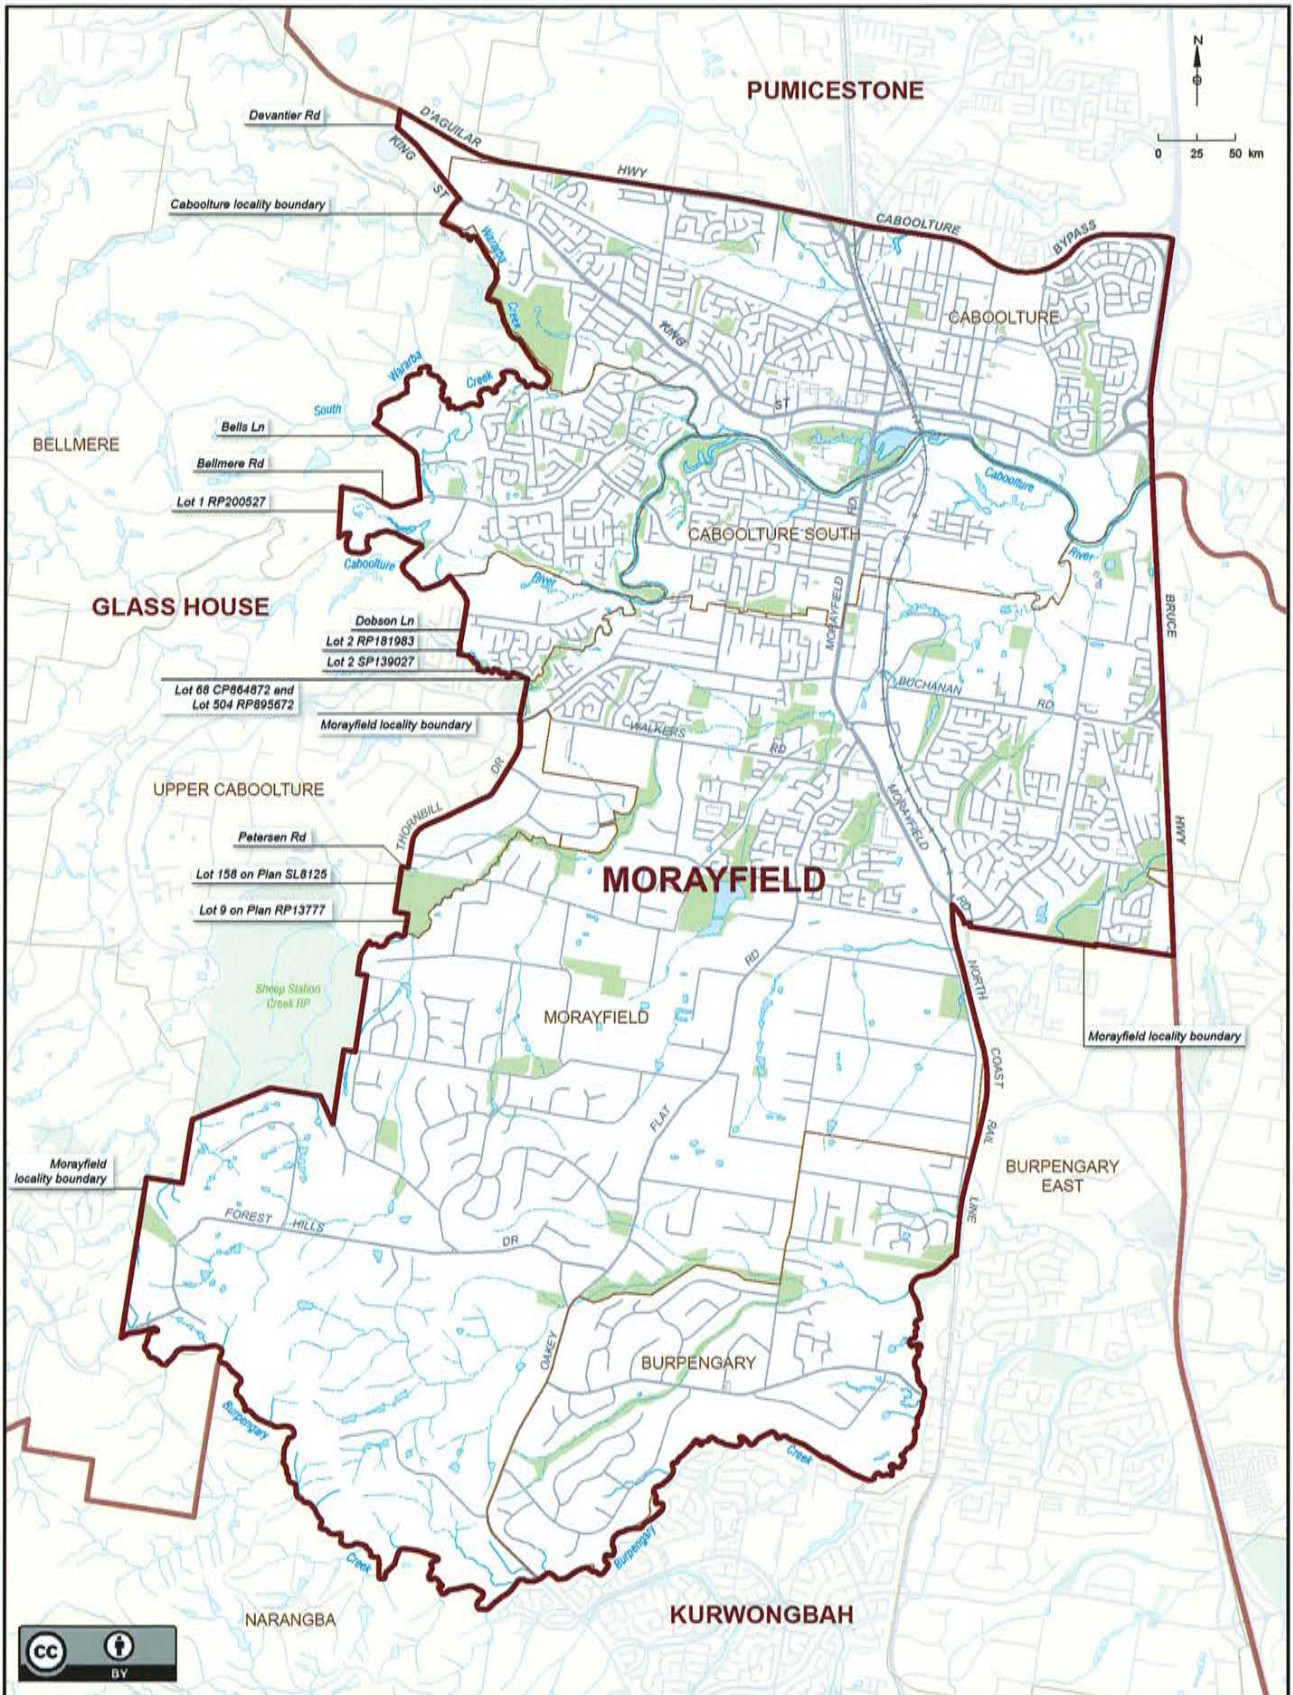 PUMICESTONE
N
0 25 50 km
Devantier Rd
D'AGUILAR
KING
ST
HWY
Caboolture locality boundary
CABOOLTURE
BYPASS
Wararba
Creek
CABOOLTURE
KING
ST
Wararba
Creek
South
Bells Ln
BELLMERE
Bellmere Rd
Lot 1 RP200527
Caboolture
RD
CABOOLTURE SOUTH
River
Caboolture
River
GLASS HOUSE
Dobson Ln
Lot 2 RP181983
Lot 2 SP139027
MORAYFIELD
BRUCE
Lot 68 CP864872 and
Lot 504 RP895672
Morayfield locality boundary
BUCHANAN
RD
WALKERS
RD
DR
UPPER CABOOLTURE
THORNBILL
MORAYFIELD
HWY
Petersen Rd
Lot 158 on Plan SL8125
MORAYFIELD
Lot 9 on Plan RP13777
RD
RD
NORTH
Sheep Station
Creek RP
MORAYFIELD
Morayfield locality boundary
COAST
FLAT
RAIL
Morayfield
locality boundary
BURPENGARY
EAST
LINE
FOREST
HILLS
DR
OAKEY
BURPENGARY
Burpengary
Creek
Burpengary
Creek
NARANGBA
KURWONGBAH
cc
BY